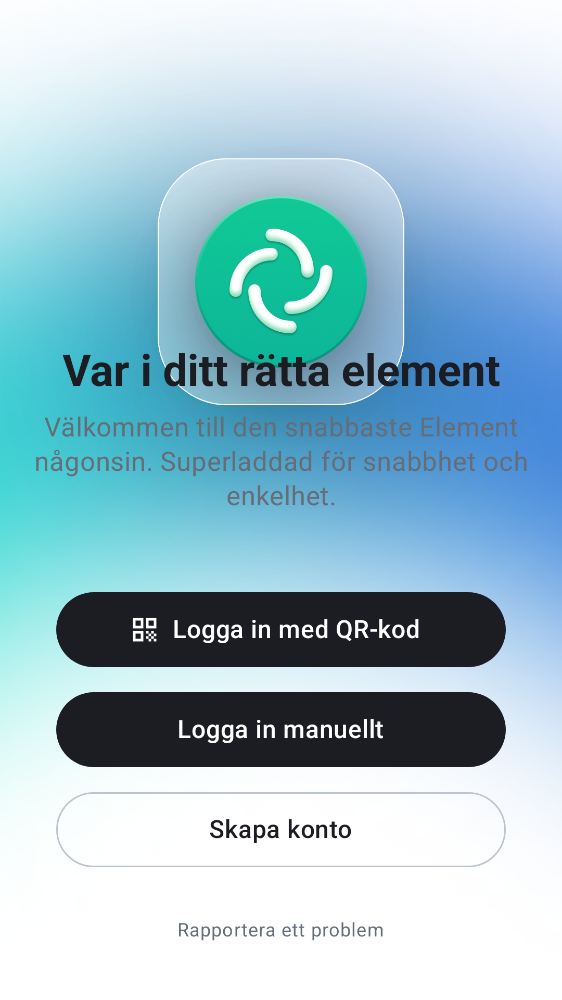 Var i ditt rätta element
Välkommen till den snabbaste Element
någonsin. Superladdad för snabbhet och
enkelhet.
Logga in med QR-kod
Logga in manuellt
Skapa konto
Rapportera ett problem